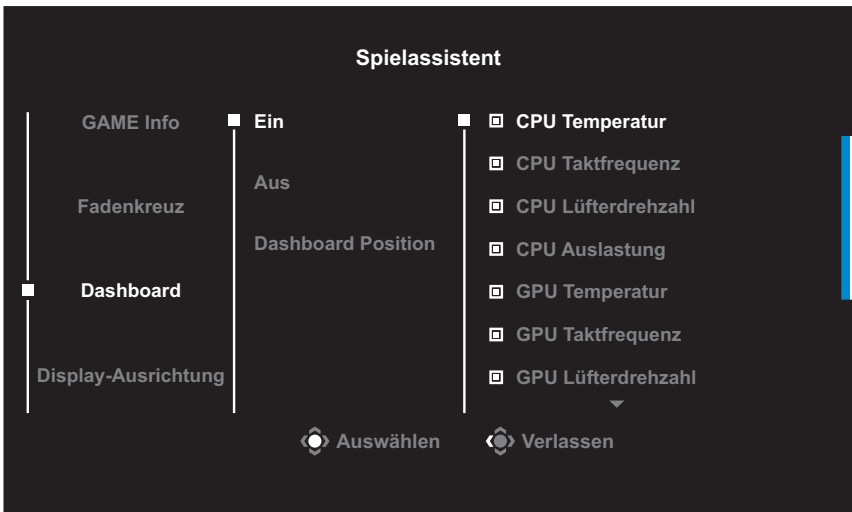 Spielassistent
GAME Info
Fadenkreuz
Dashboard
Display-Ausrichtung
Ein
Aus
Dashboard Position
CPU Temperatur
CPU Taktfrequenz
CPU Lüfterdrehzahl
CPU Auslastung
GPU Temperatur
GPU Taktfrequenz
GPU Lüfterdrehzahl
Auswählen
Verlassen